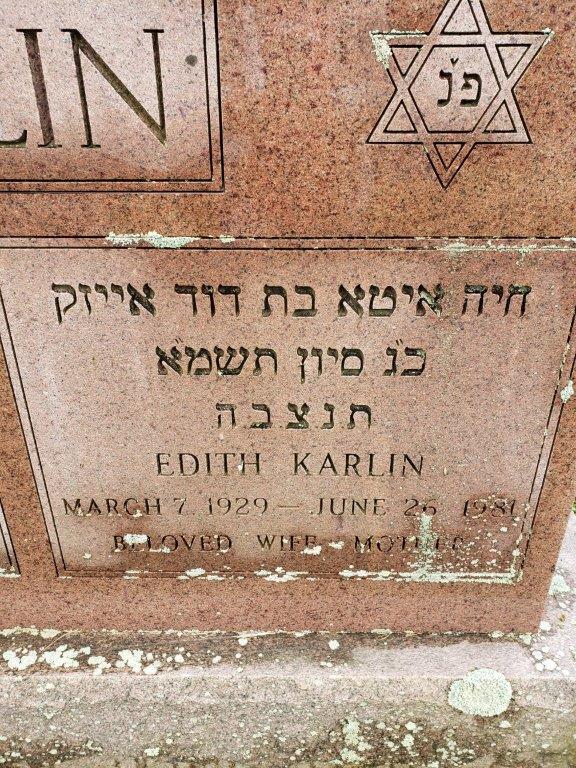 LIN
פ״נ
חיה איטא בת דוד אייזק
כ״ג סיון תשמ״א
תנצבה
EDITH KARLIN
MARCH 7, 1929 — JUNE 26 1981
BELOVED WIFE - MOTHER